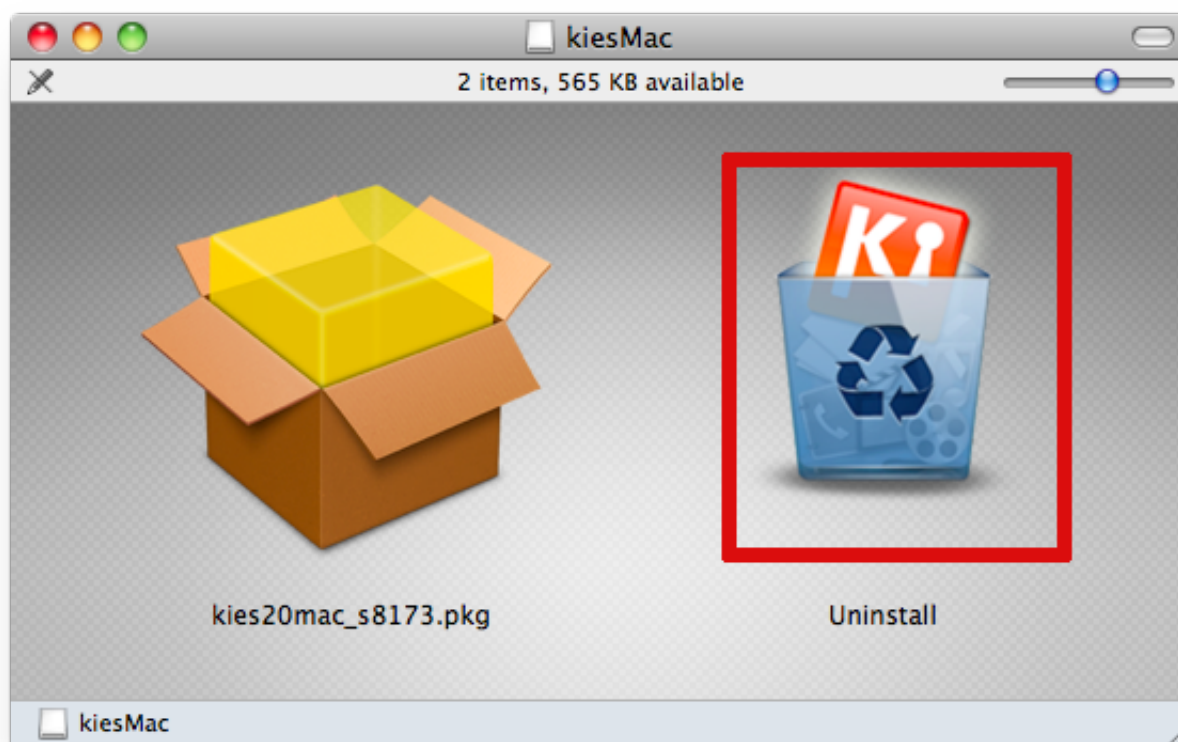 kiesMac
2 items, 565 KB available
Ki
kies20mac_s8173.pkg
Uninstall
kiesMac